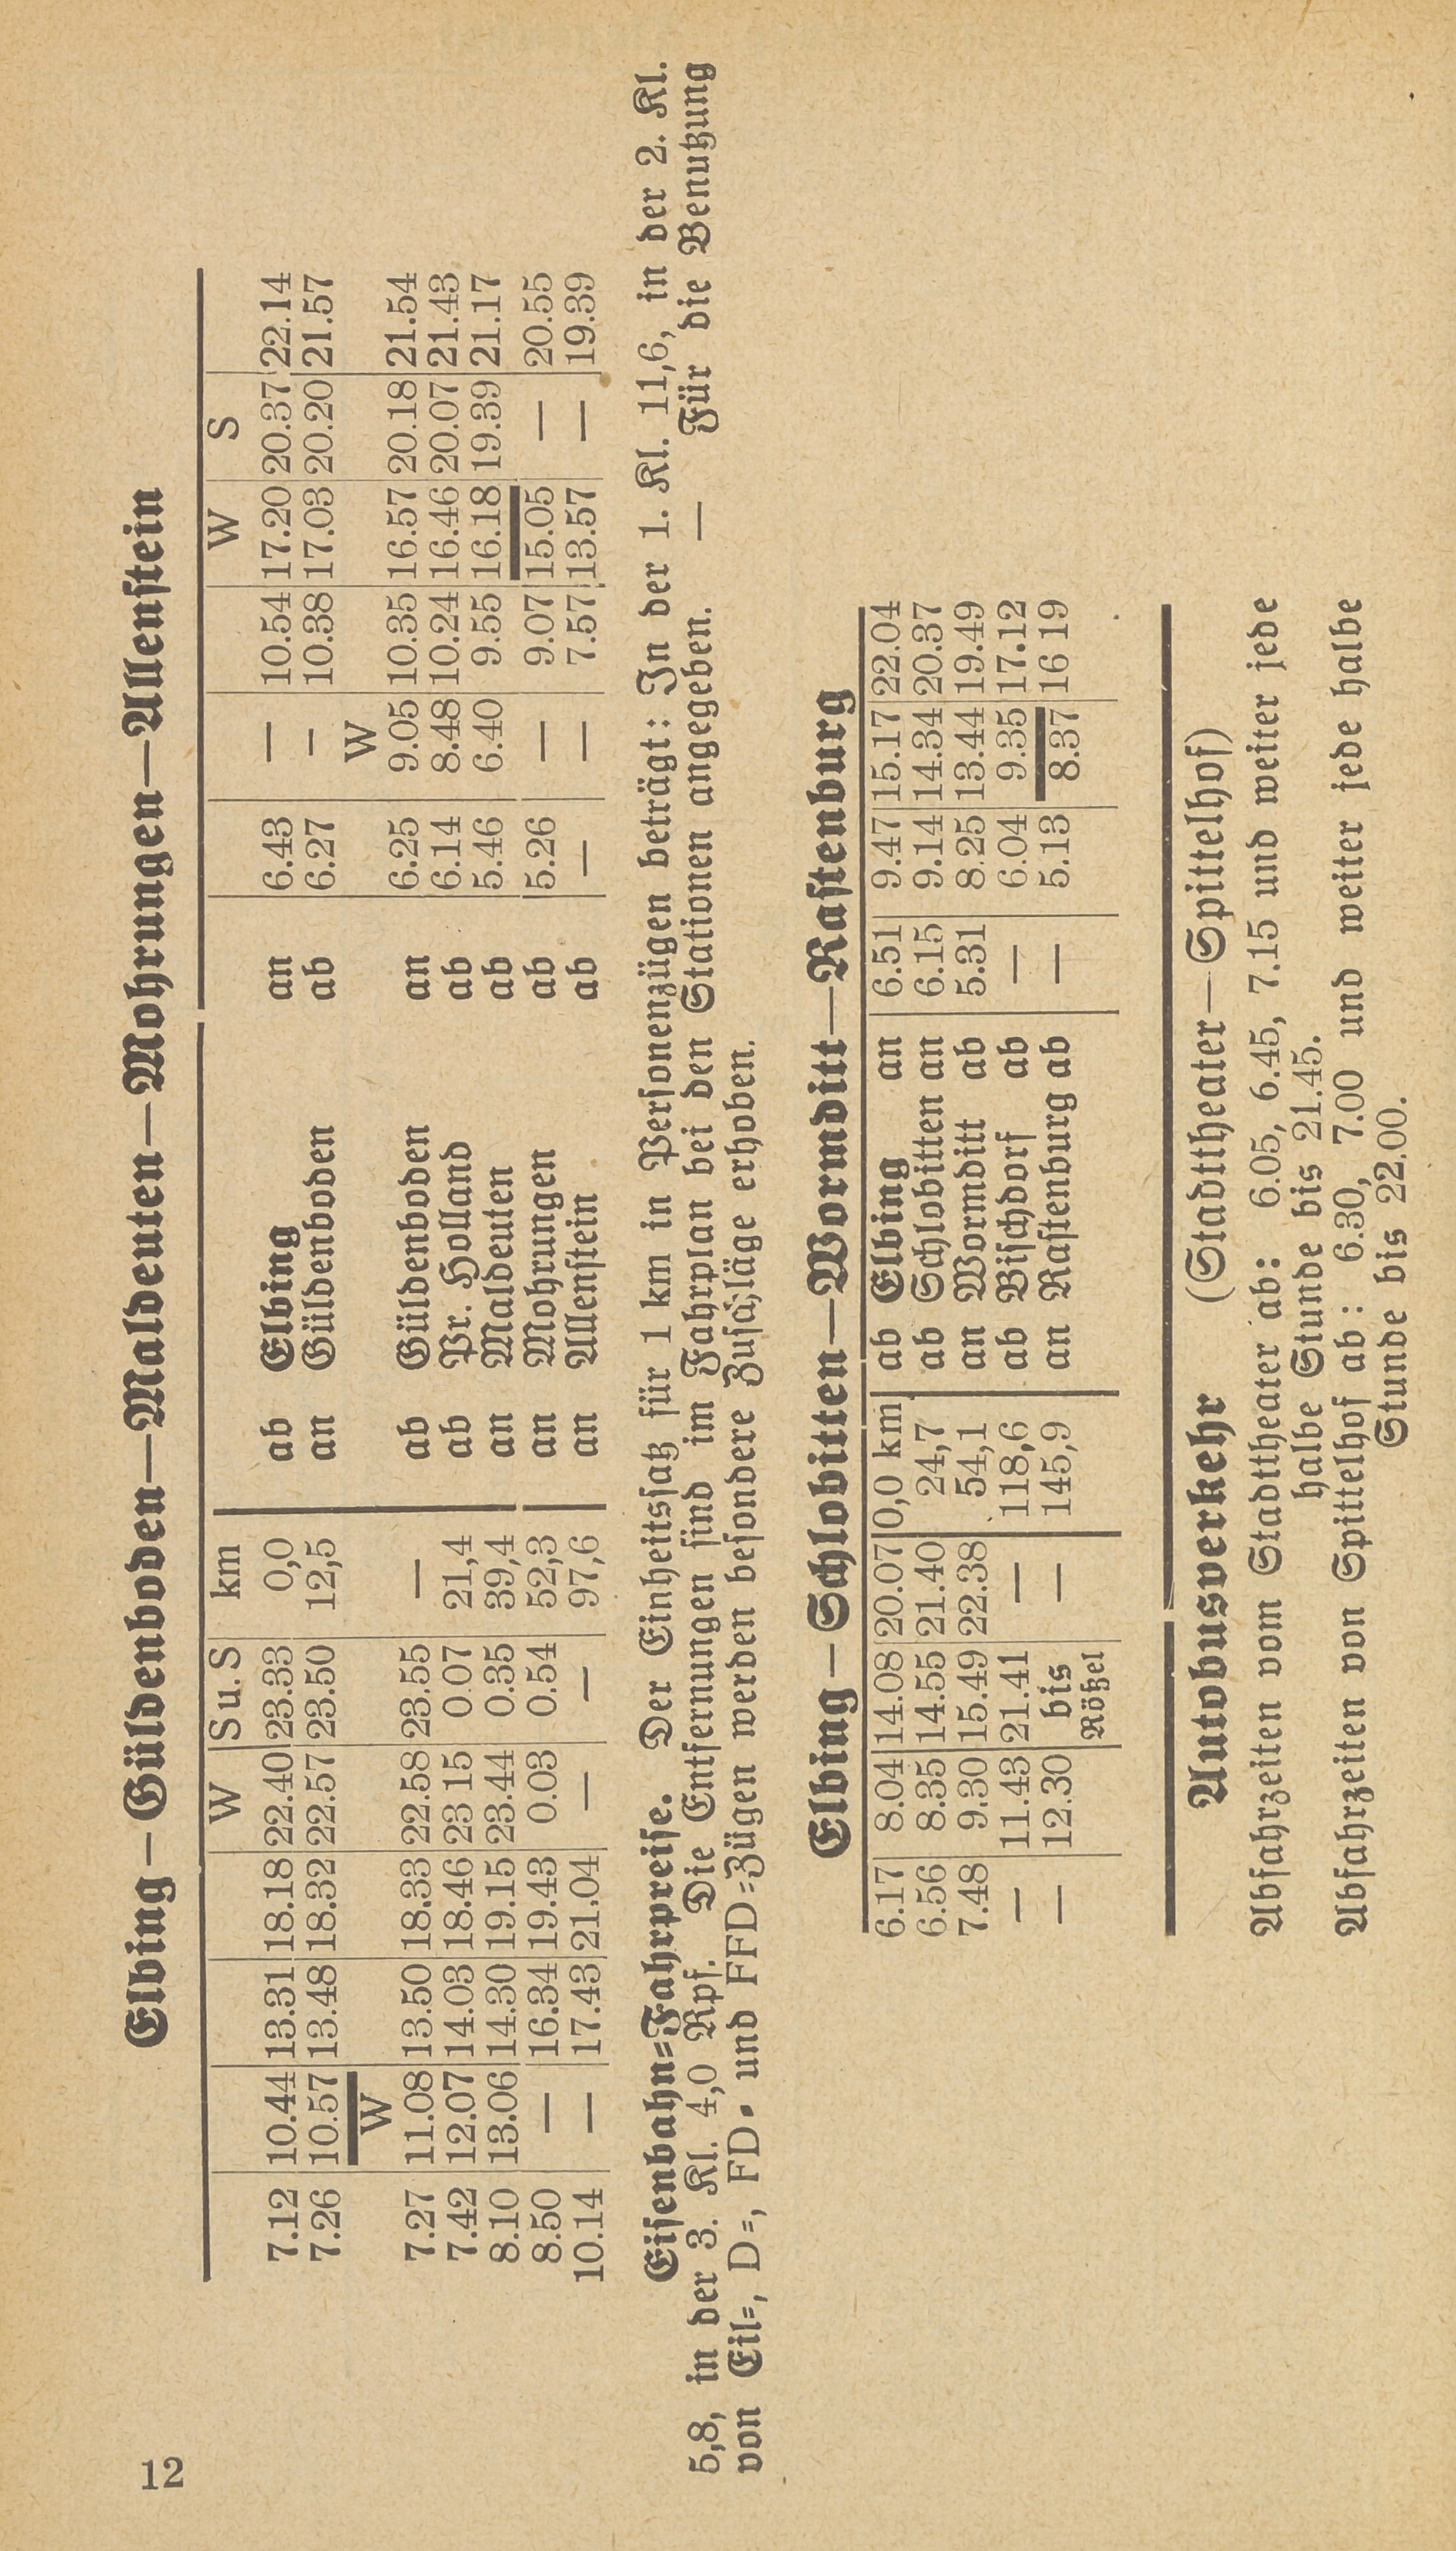 12
Elbing—Güldenboden—Maldeuten—Mohrungen—Allenstein
W Su. S km W S
7.12 10.44 13.31 18.18 22.40 23.33 0,0 ab Elbing an 6.43 — 10.54 17.20 20.37 22.14
7.26 10.57 13.48 18.32 22.57 23.50 12,5 an Güldenboden ab 6.27 — 10.38 17.03 20.20 21.57
W W
7.27 11.08 13.50 18.33 22.58 23.55 — ab Güldenboden an 6.25 9.05 10.35 16.57 20.18 21.54
7.42 12.07 14.03 18.46 23 15 0.07 21,4 ab Pr. Holland ab 6.14 8.48 10.24 16.46 20.07 21.43
8.10 13.06 14.30 19.15 23.44 0.35 39,4 an Maldeuten ab 5.46 6.40 9.55 16.18 19.39 21.17
8.50 — 16.34 19.43 0.03 0.54 52,3 an Mohrungen ab 5.26 — 9.07 15.05 — 20.55
10.14 — 17.43 21.04 — — 97,6 an Allenstein ab — — 7.57 13.57 — 19.39
Eisenbahn=Fahrpreise. Der Einheitssatz für 1 km in Personenzügen beträgt: In der 1. Kl. 11,6, in der 2. Kl.
5,8, in der 3. Kl. 4,0 Rpf. Die Entfernungen sind im Fahrplan bei den Stationen angegeben. — Für die Benutzung
von Eil=, D=, FD= und FFD=Zügen werden besondere Zuschläge erhoben.
Elbing—Schlobitten—Wormditt—Rastenburg
6.17 8.04 14.08 20.07 0,0 km ab Elbing an 6.51 9.47 15.17 22.04
6.56 8.35 14.55 21.40 24,7 ab Schlobitten an 6.15 9.14 14.34 20.37
7.48 9.30 15.49 22.38 54,1 an Wormditt ab 5.31 8.25 13.44 19.49
— 11.43 21.41 — 118,6 ab Bischdorf ab — 6.04 9.35 17.12
— 12.30 bis — 145,9 an Rastenburg ab — 5.13 8.37 16 19
Rößel
Autobusverkehr (Stadttheater—Spittelhof)
Abfahrzeiten vom Stadttheater ab: 6.05, 6.45, 7.15 und weiter jede
halbe Stunde bis 21.45.
Abfahrzeiten von Spittelhof ab: 6.30, 7.00 und weiter jede halbe
Stunde bis 22.00.